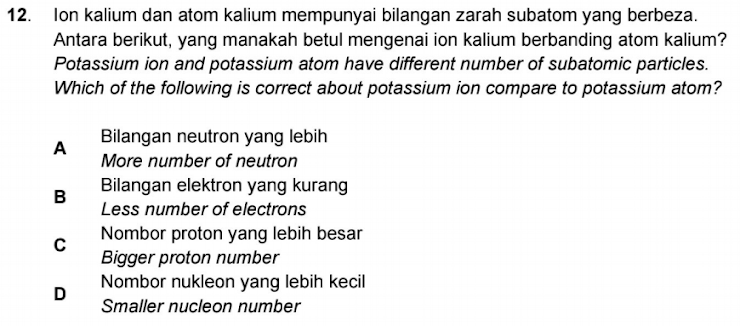 12. Ion kalium dan atom kalium mempunyai bilangan zarah subatom yang berbeza.
Antara berikut, yang manakah betul mengenai ion kalium berbanding atom kalium?
Potassium ion and potassium atom have different number of subatomic particles.
Which of the following is correct about potassium ion compare to potassium atom?
A Bilangan neutron yang lebih
More number of neutron
B Bilangan elektron yang kurang
Less number of electrons
C Nombor proton yang lebih besar
Bigger proton number
D Nombor nukleon yang lebih kecil
Smaller nucleon number